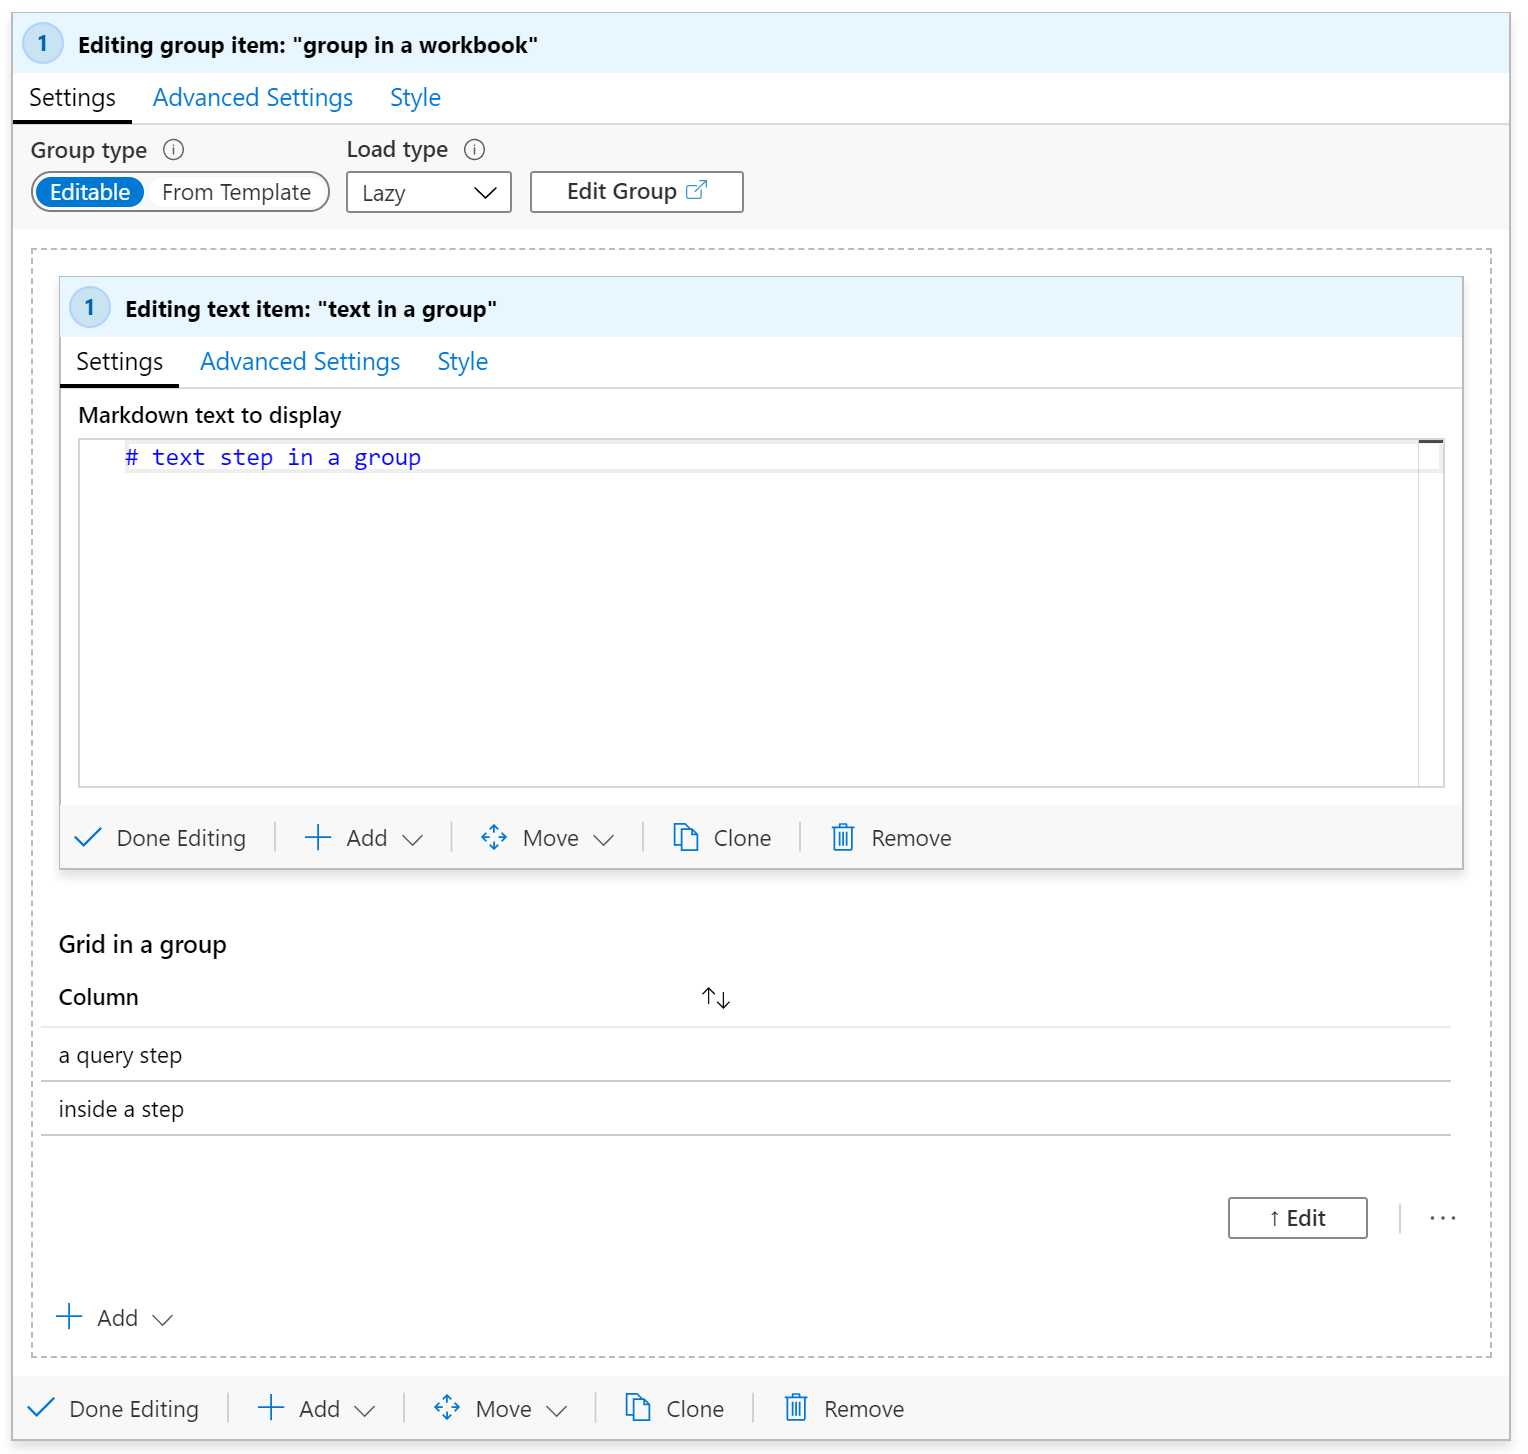 1 Editing group item: "group in a workbook"
Settings Advanced Settings Style
Group type Load type
Editable From Template Lazy Edit Group
1 Editing text item: "text in a group"
Settings Advanced Settings Style
Markdown text to display
# text step in a group
Done Editing Add Move Clone Remove
Grid in a group
Column
a query step
inside a step
↑ Edit ...
Add
Done Editing Add Move Clone Remove